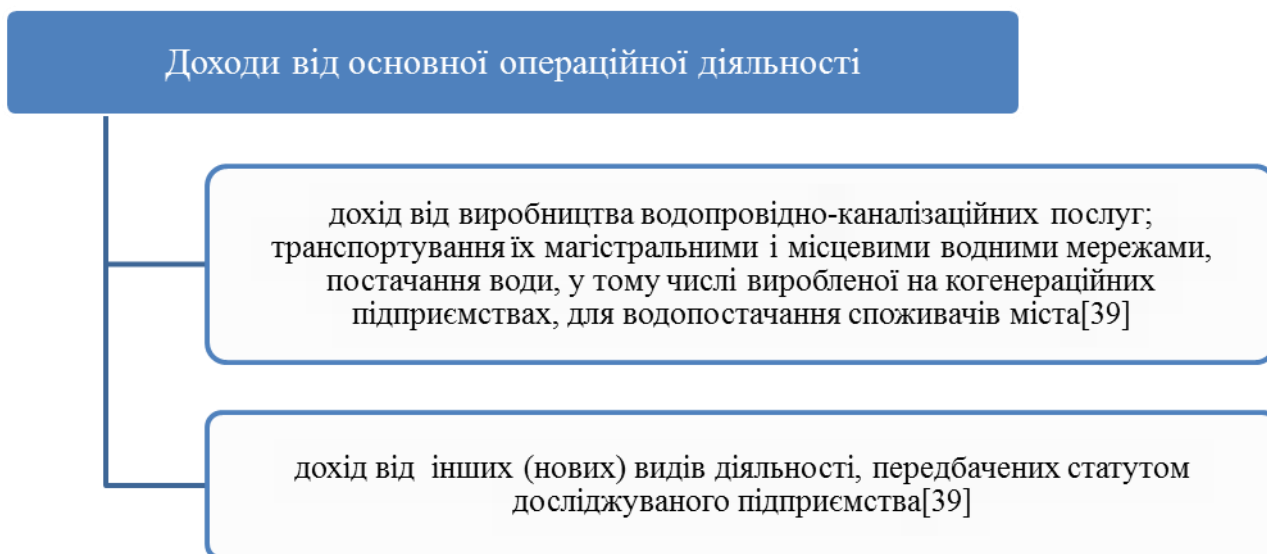 Доходи від основної операційної діяльності
дохід від виробництва водопровідно-каналізаційних послуг;
транспортування їх магістральними і місцевими водними мережами,
постачання води, у тому числі виробленої на когенераційних
підприємствах, для водопостачання споживачів міста[39]
дохід від інших (нових) видів діяльності, передбачених статутом
досліджуваного підприємства[39]